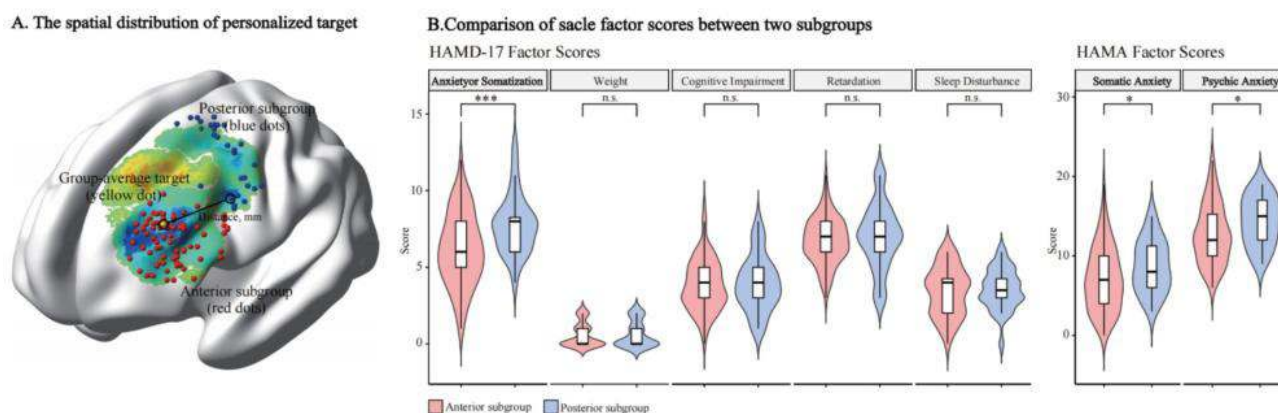 A. The spatial distribution of personalized target
Posterior subgroup
(blue dots)
Group-average target
(yellow dot)
Distance, mm
Anterior subgroup
(red dots)
B.Comparison of sacle factor scores between two subgroups
HAMD-17 Factor Scores
Anxietyor Somatization
Weight
Cognitive Impairment
Retardation
Sleep Disturbance
***
n.s.
n.s.
n.s.
n.s.
15
10
5
0
Score
HAMA Factor Scores
Somatic Anxiety
Psychic Anxiety
*
*
30
20
10
0
Score
Anterior subgroup
Posterior subgroup